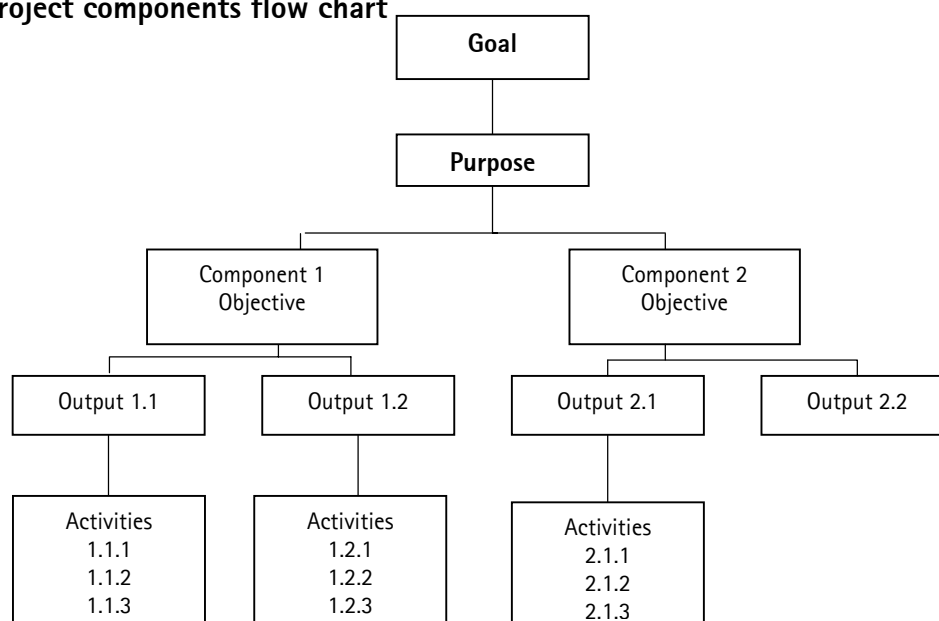 roject components flow chart
Goal
Purpose
Component 1
Objective
Component 2
Objective
Output 1.1
Output 1.2
Output 2.1
Output 2.2
Activities
1.1.1
1.1.2
1.1.3
Activities
1.2.1
1.2.2
1.2.3
Activities
2.1.1
2.1.2
2.1.3